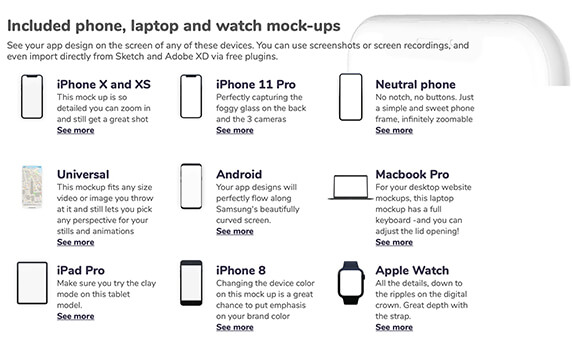 Included phone, laptop and watch mock-ups
See your app design on the screen of any of these devices. You can use screenshots or screen recordings, and
even import directly from Sketch and Adobe XD via free plugins.
iPhone X and XS
This mock up is so
detailed you can zoom in
and still get a great shot
See more
iPhone 11 Pro
Perfectly capturing the
foggy glass on the back
and the 3 cameras
See more
Neutral phone
No notch, no buttons. Just
a simple and sweet phone
frame, infinitely zoomable
See more
Universal
This mockup fits any size
video or image you throw
at it and still lets you pick
any perspective for your
stills and animations
See more
Android
Your app designs will
perfectly flow along
Samsung's beautifully
curved screen.
See more
Macbook Pro
For your desktop website
mockups, this laptop
mockup has a full
keyboard -and you can
adjust the lid opening!
See more
iPad Pro
Make sure you try the clay
mode on this tablet
model.
See more
iPhone 8
Changing the device color
on this mock up is a great
chance to put emphasis
on your brand color
See more
Apple Watch
All the details, down to
the ripples on the digital
crown. Great depth with
the strap.
See more